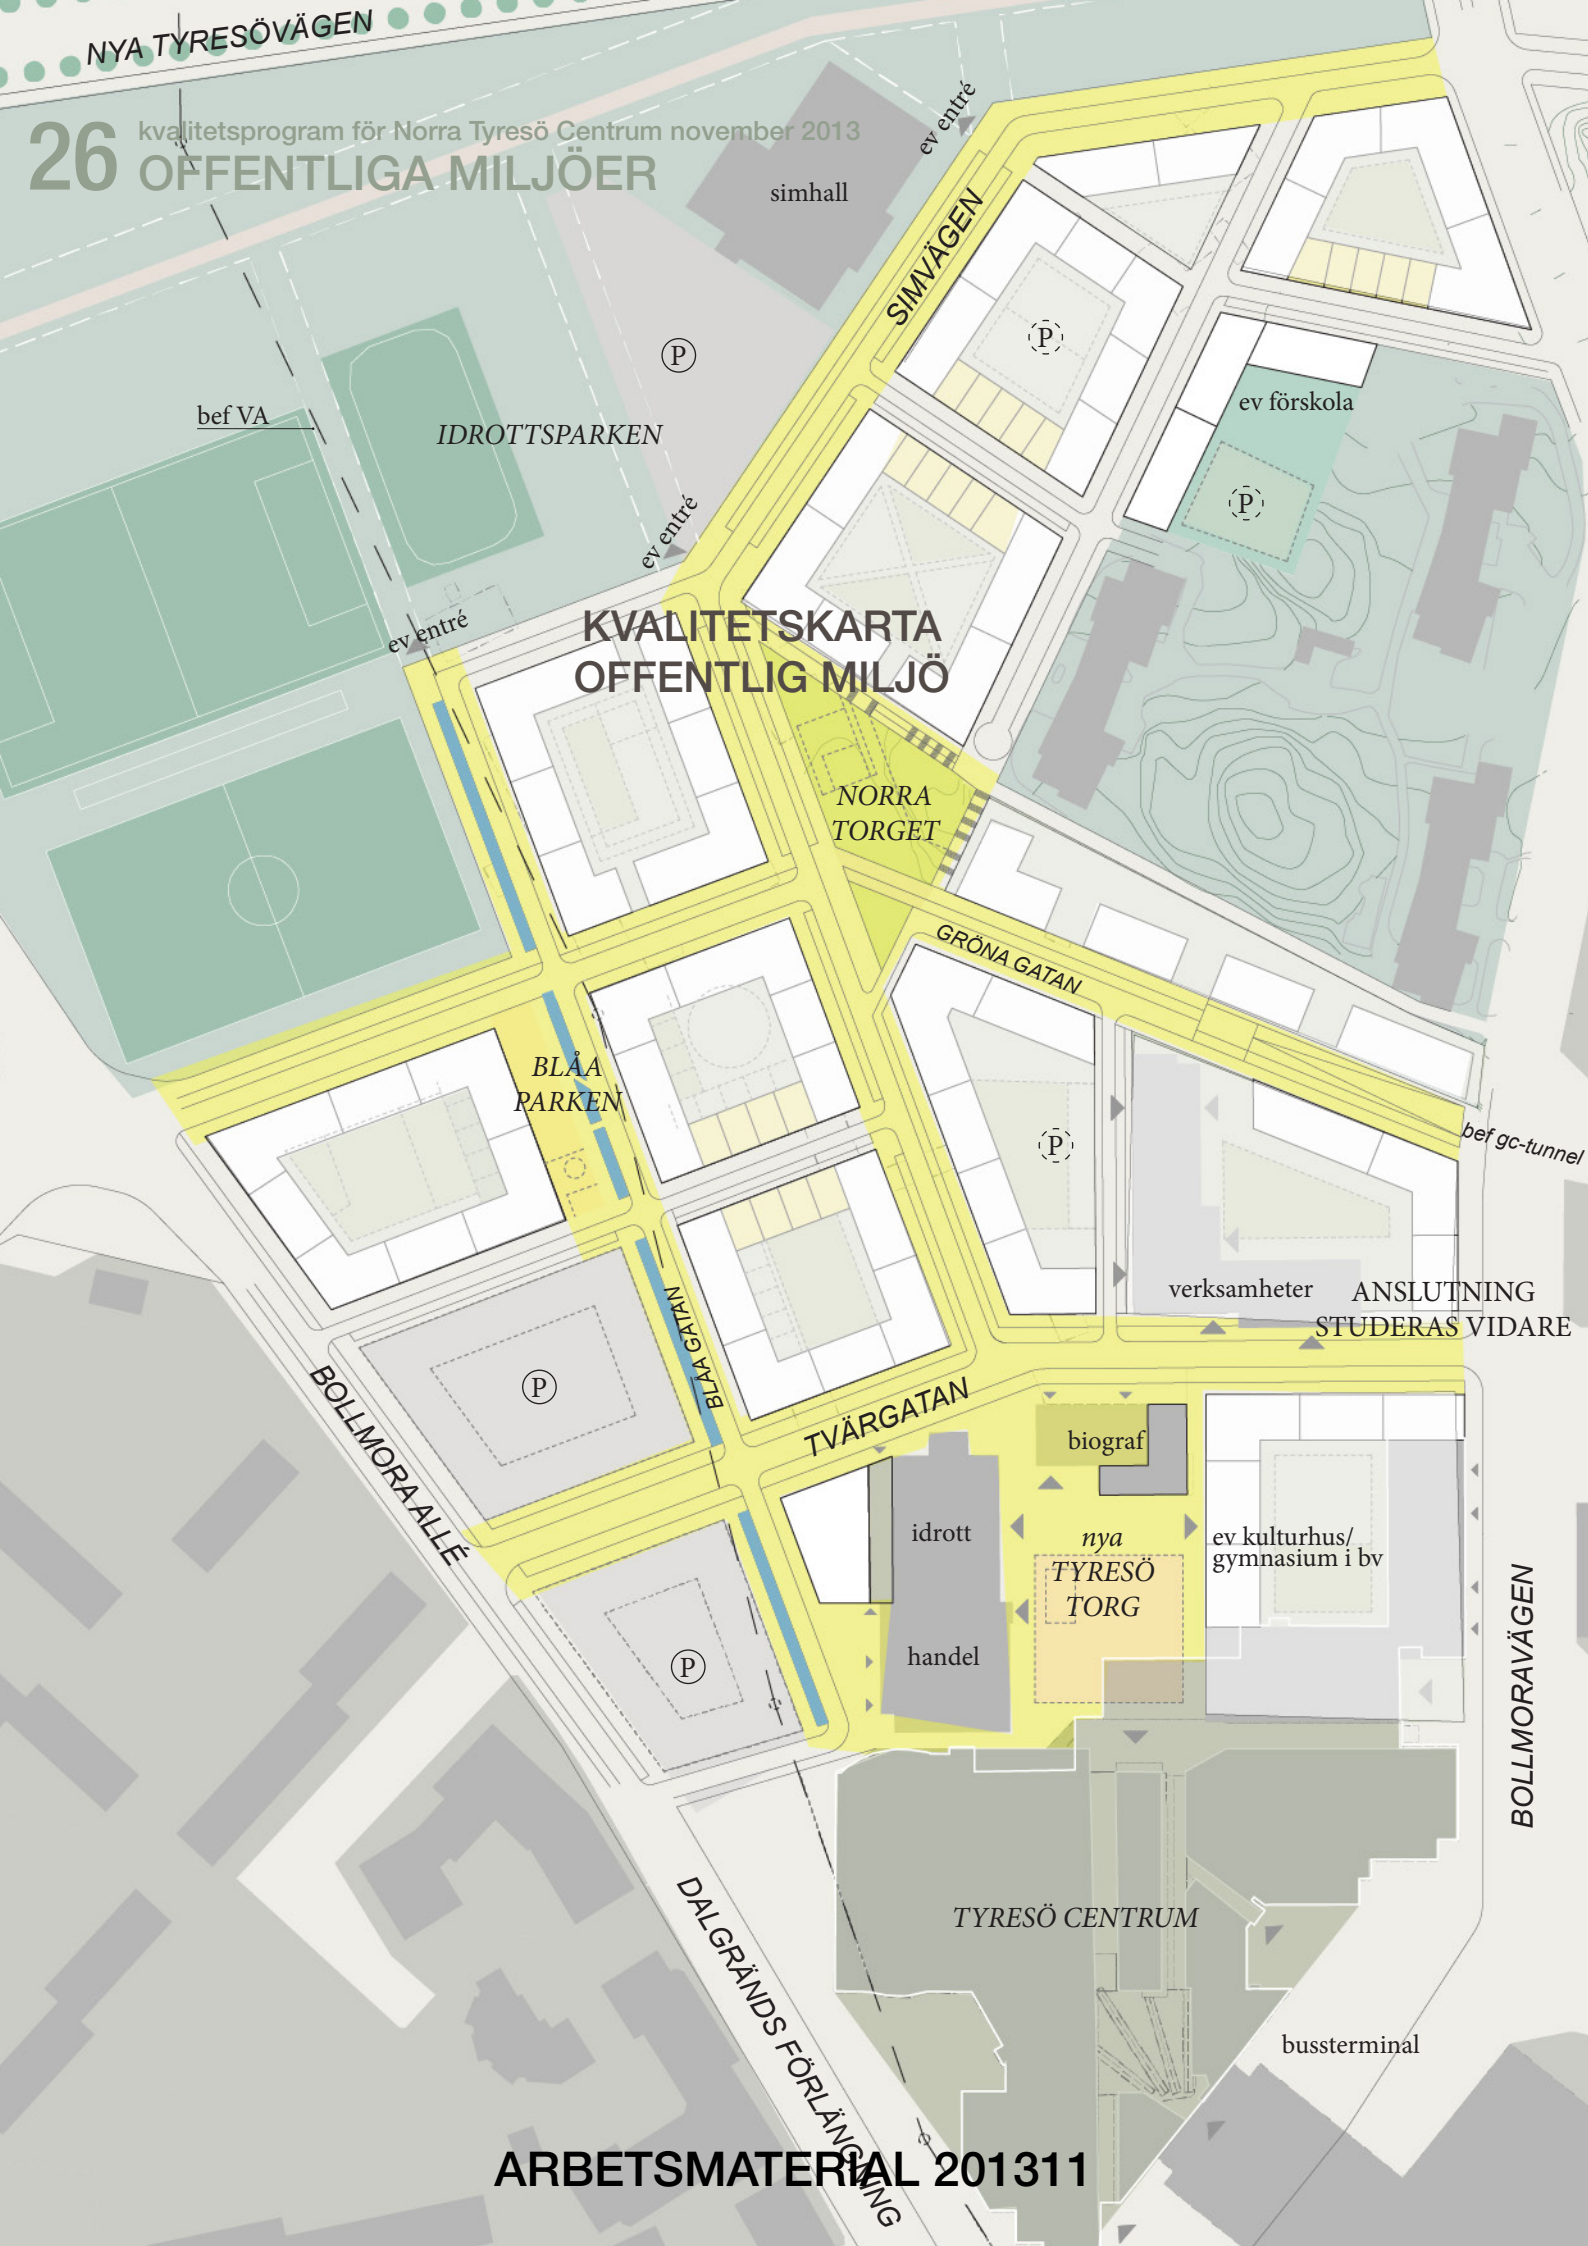 NYA TYRESÖVÄGEN
26 kvalitetsprogram för Norra Tyresö Centrum november 2013
OFFENTLIGA MILJÖER
ev entré
simhall
SIMVÄGEN
P
P
bef VA
IDROTTSPARKEN
ev förskola
P
ev entré
ev entré
KVALITETSKARTA
OFFENTLIG MILJÖ
NORRA
TORGET
GRÖNA GATAN
BLÅA
PARKEN
P
bef gc-tunnel
verksamheter
ANSLUTNING
STUDERAS VIDARE
BLÅA GATAN
P
BOLLMORA ALLÉ
TVÄRGATAN
biograf
idrott
nya
TYRESÖ
TORG
ev kulturhus/
gymnasium i bv
handel
P
BOLLMORAVÄGEN
TYRESÖ CENTRUM
DALGRÄNDS FÖRLÄNGNING
bussterminal
ARBETSMATERIAL 201311